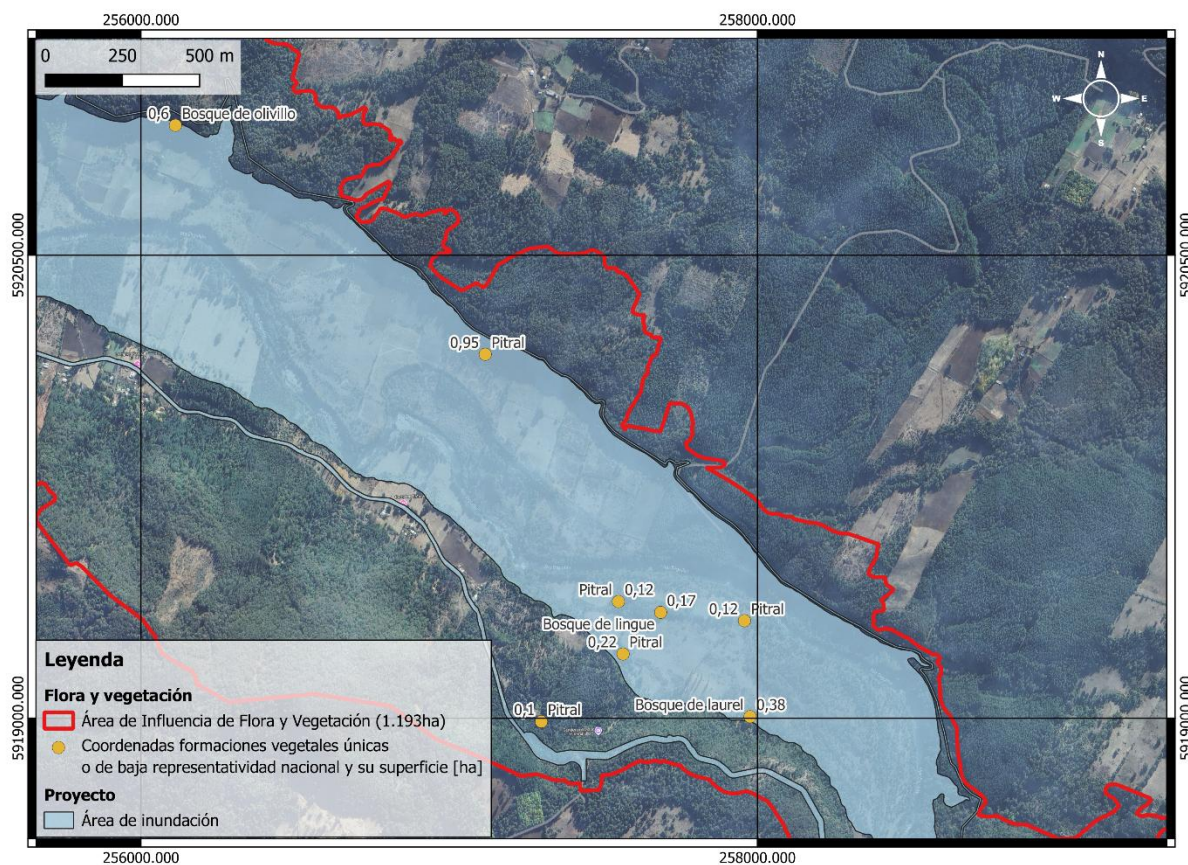 256000.000
258000.000
0 250 500 m
N
W E
S
0,6 Bosque de olivillo
5920500.000
5920500.000
0,95 Pitral
Pitral 0,12
0,17
0,12 Pitral
Bosque de lingue
0,22 Pitral
Bosque de laurel 0,38
0,1 Pitral
5919000.000
5919000.000
Leyenda
Flora y vegetación
Área de Influencia de Flora y Vegetación (1.193ha)
Coordenadas formaciones vegetales únicas
o de baja representatividad nacional y su superficie [ha]
Proyecto
Área de inundación
256000.000
258000.000